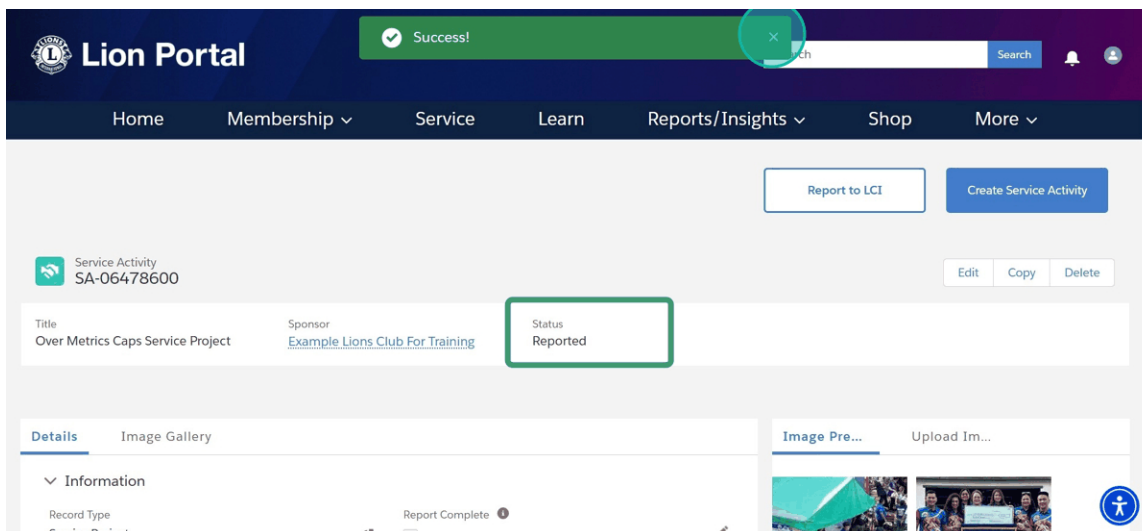 Success!
Lion Portal
Search
Home Membership Service Learn Reports/Insights Shop More
Report to LCI
Create Service Activity
Service Activity
SA-06478600
Edit Copy Delete
Title
Over Metrics Caps Service Project
Sponsor
Example Lions Club For Training
Status
Reported
Details Image Gallery
Image Pre... Upload Im...
Information
Record Type
Report Complete